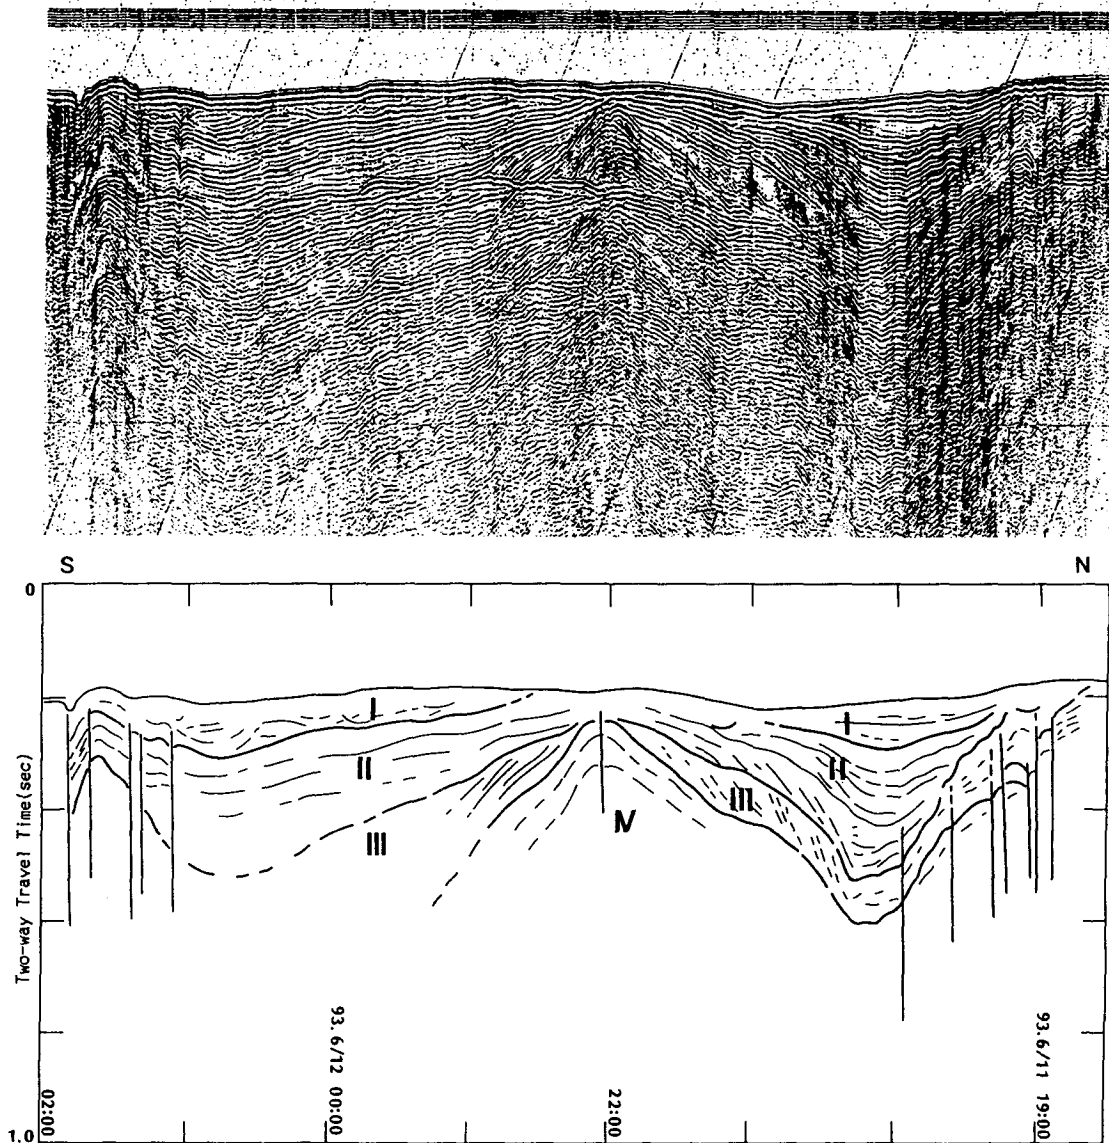 S N
0
I I
II II
III III
IV
Two-way Travel Time(sec)
93.6/12 00:00
93.6/11 19:00
02:00
22:00
1.0